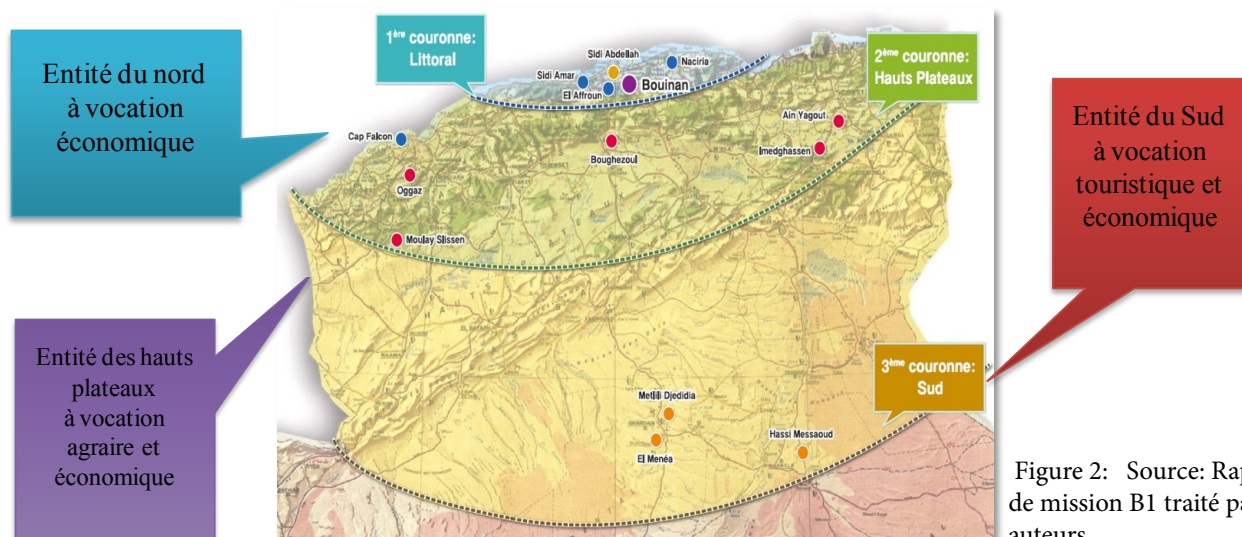 Entité du nord
à vocation
économique
Entité des hauts
plateaux
à vocation
agraire et
économique
1ère couronne:
Littoral
Sidi Abdellah
Naciria
Sidi Amar
El Affroun
Bouinan
2ème couronne:
Hauts Plateaux
Cap Falcon
Ain Yagout
Imedghassen
Boughezoul
Oggaz
Moulay Slissen
3ème couronne:
Sud
Metlili Djedidia
Hassi Messaoud
El Menéa
Entité du Sud
à vocation
touristique et
économique
Figure 2: Source: Rap
de mission B1 traité pa
auteurs